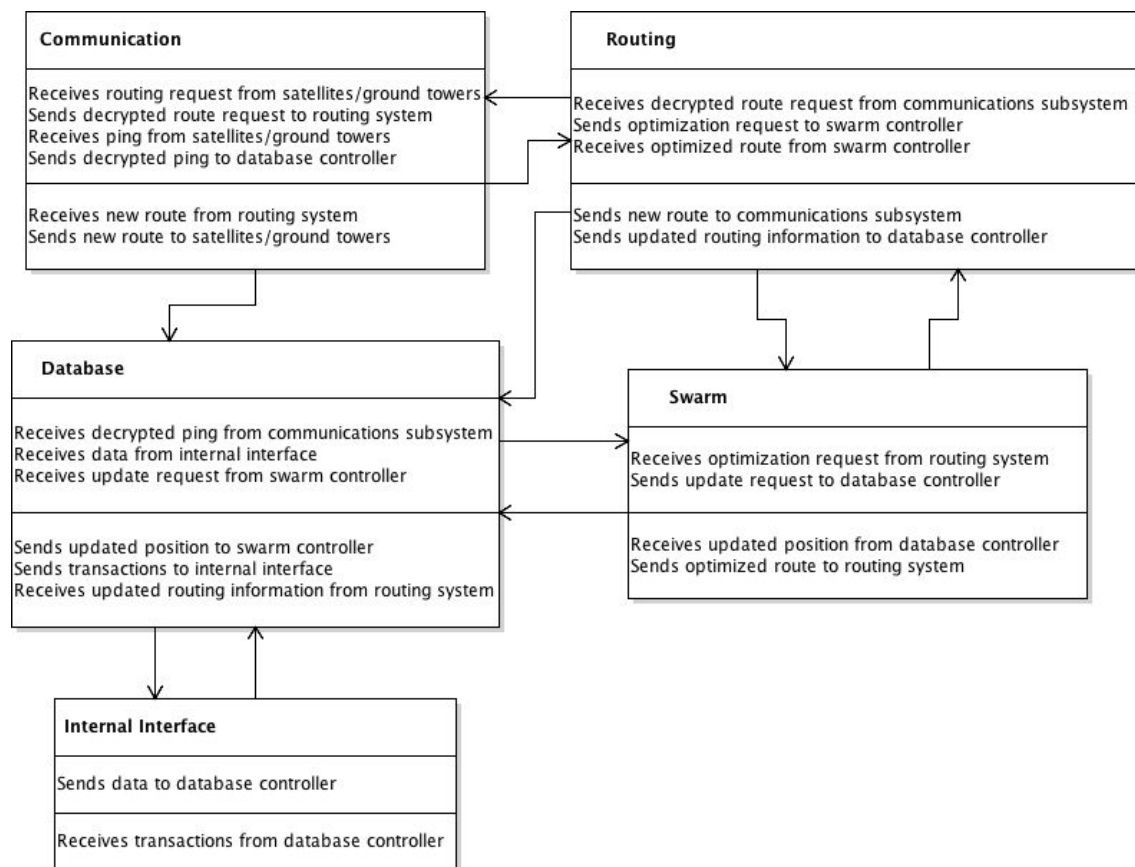 Communication
Receives routing request from satellites/ground towers
Sends decrypted route request to routing system
Receives ping from satellites/ground towers
Sends decrypted ping to database controller
Receives new route from routing system
Sends new route to satellites/ground towers
Routing
Receives decrypted route request from communications subsystem
Sends optimization request to swarm controller
Receives optimized route from swarm controller
Sends new route to communications subsystem
Sends updated routing information to database controller
Database
Receives decrypted ping from communications subsystem
Receives data from internal interface
Receives update request from swarm controller
Sends updated position to swarm controller
Sends transactions to internal interface
Receives updated routing information from routing system
Swarm
Receives optimization request from routing system
Sends update request to database controller
Receives updated position from database controller
Sends optimized route to routing system
Internal Interface
Sends data to database controller
Receives transactions from database controller